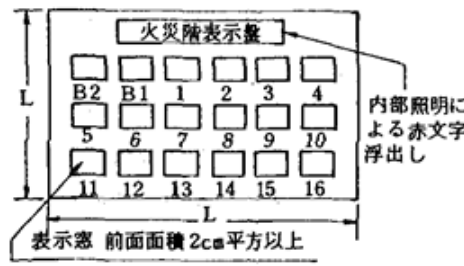 火災階表示盤
L
B2 B1 1 2 3 4
内部照明に
よる赤文字
浮出し
5 6 7 8 9 10
11 12 13 14 15 16
L
表示窓 前面面積2cm平方以上